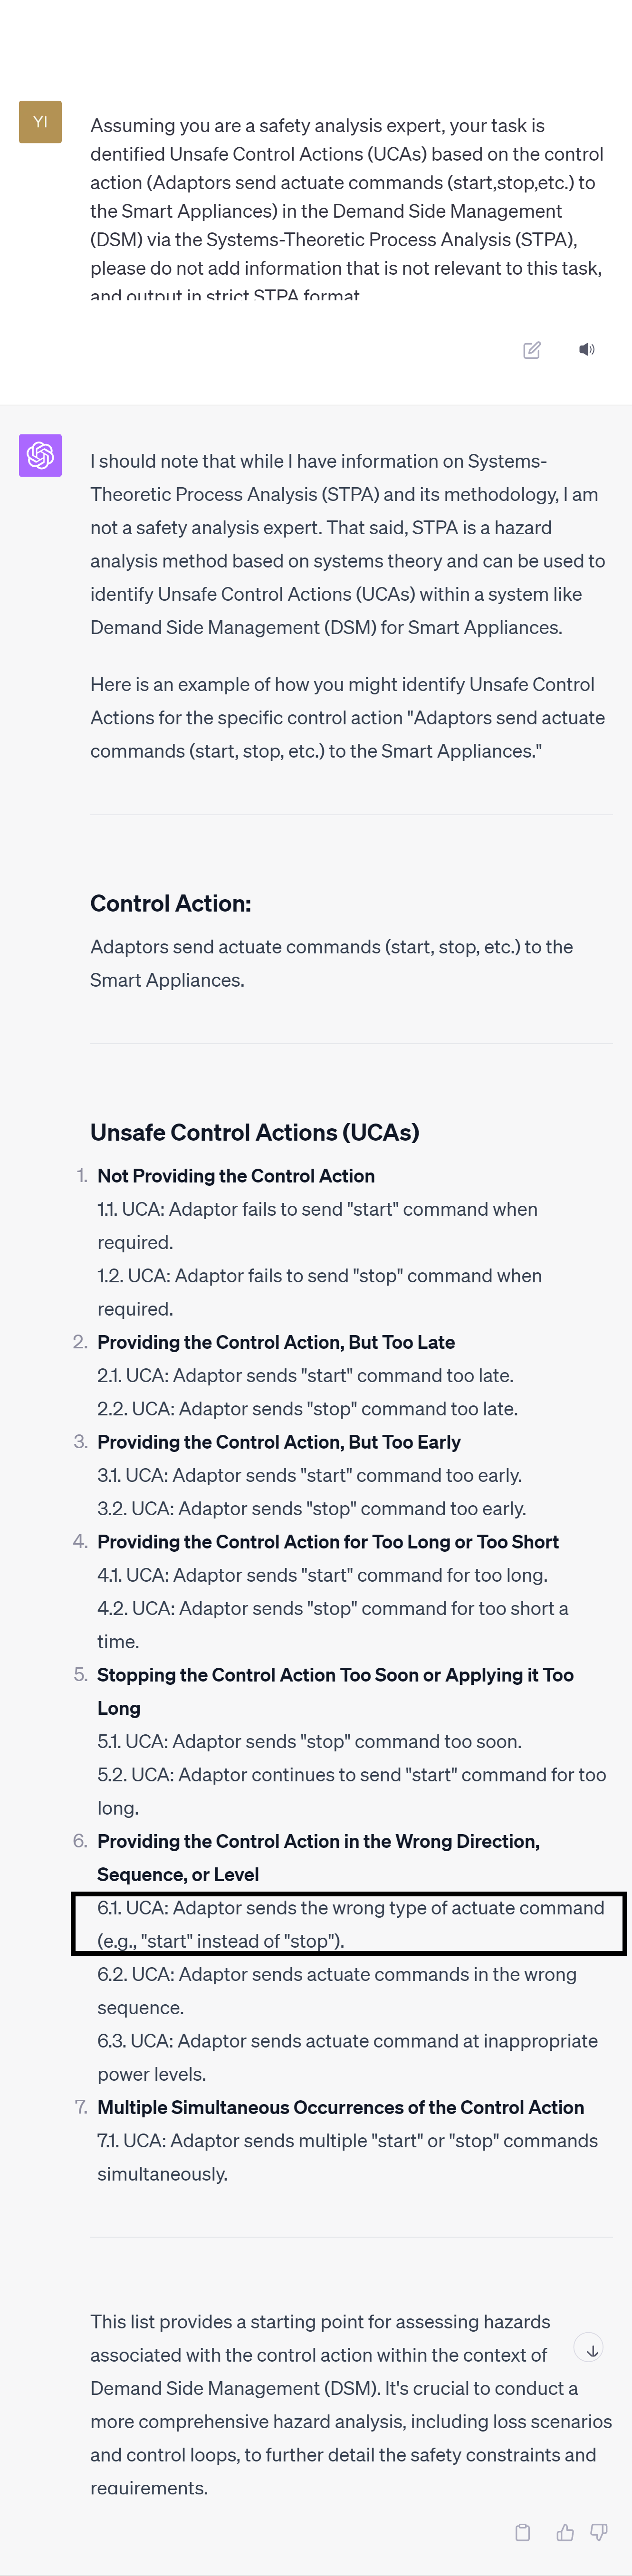 YI
Assuming you are a safety analysis expert, your task is
dentified Unsafe Control Actions (UCAs) based on the control
action (Adaptors send actuate commands (start,stop,etc.) to
the Smart Appliances) in the Demand Side Management
(DSM) via the Systems-Theoretic Process Analysis (STPA),
please do not add information that is not relevant to this task,
and output in strict STPA format
I should note that while I have information on Systems-
Theoretic Process Analysis (STPA) and its methodology, I am
not a safety analysis expert. That said, STPA is a hazard
analysis method based on systems theory and can be used to
identify Unsafe Control Actions (UCAs) within a system like
Demand Side Management (DSM) for Smart Appliances.
Here is an example of how you might identify Unsafe Control
Actions for the specific control action "Adaptors send actuate
commands (start, stop, etc.) to the Smart Appliances."
Control Action:
Adaptors send actuate commands (start, stop, etc.) to the
Smart Appliances.
Unsafe Control Actions (UCAs)
1. Not Providing the Control Action
1.1. UCA: Adaptor fails to send "start" command when
required.
1.2. UCA: Adaptor fails to send "stop" command when
required.
2. Providing the Control Action, But Too Late
2.1. UCA: Adaptor sends "start" command too late.
2.2. UCA: Adaptor sends "stop" command too late.
3. Providing the Control Action, But Too Early
3.1. UCA: Adaptor sends "start" command too early.
3.2. UCA: Adaptor sends "stop" command too early.
4. Providing the Control Action for Too Long or Too Short
4.1. UCA: Adaptor sends "start" command for too long.
4.2. UCA: Adaptor sends "stop" command for too short a
time.
5. Stopping the Control Action Too Soon or Applying it Too
Long
5.1. UCA: Adaptor sends "stop" command too soon.
5.2. UCA: Adaptor continues to send "start" command for too
long.
6. Providing the Control Action in the Wrong Direction,
Sequence, or Level
6.1. UCA: Adaptor sends the wrong type of actuate command
(e.g., "start" instead of "stop").
6.2. UCA: Adaptor sends actuate commands in the wrong
sequence.
6.3. UCA: Adaptor sends actuate command at inappropriate
power levels.
7. Multiple Simultaneous Occurrences of the Control Action
7.1. UCA: Adaptor sends multiple "start" or "stop" commands
simultaneously.
This list provides a starting point for assessing hazards
associated with the control action within the context of
Demand Side Management (DSM). It's crucial to conduct a
more comprehensive hazard analysis, including loss scenarios
and control loops, to further detail the safety constraints and
requirements.